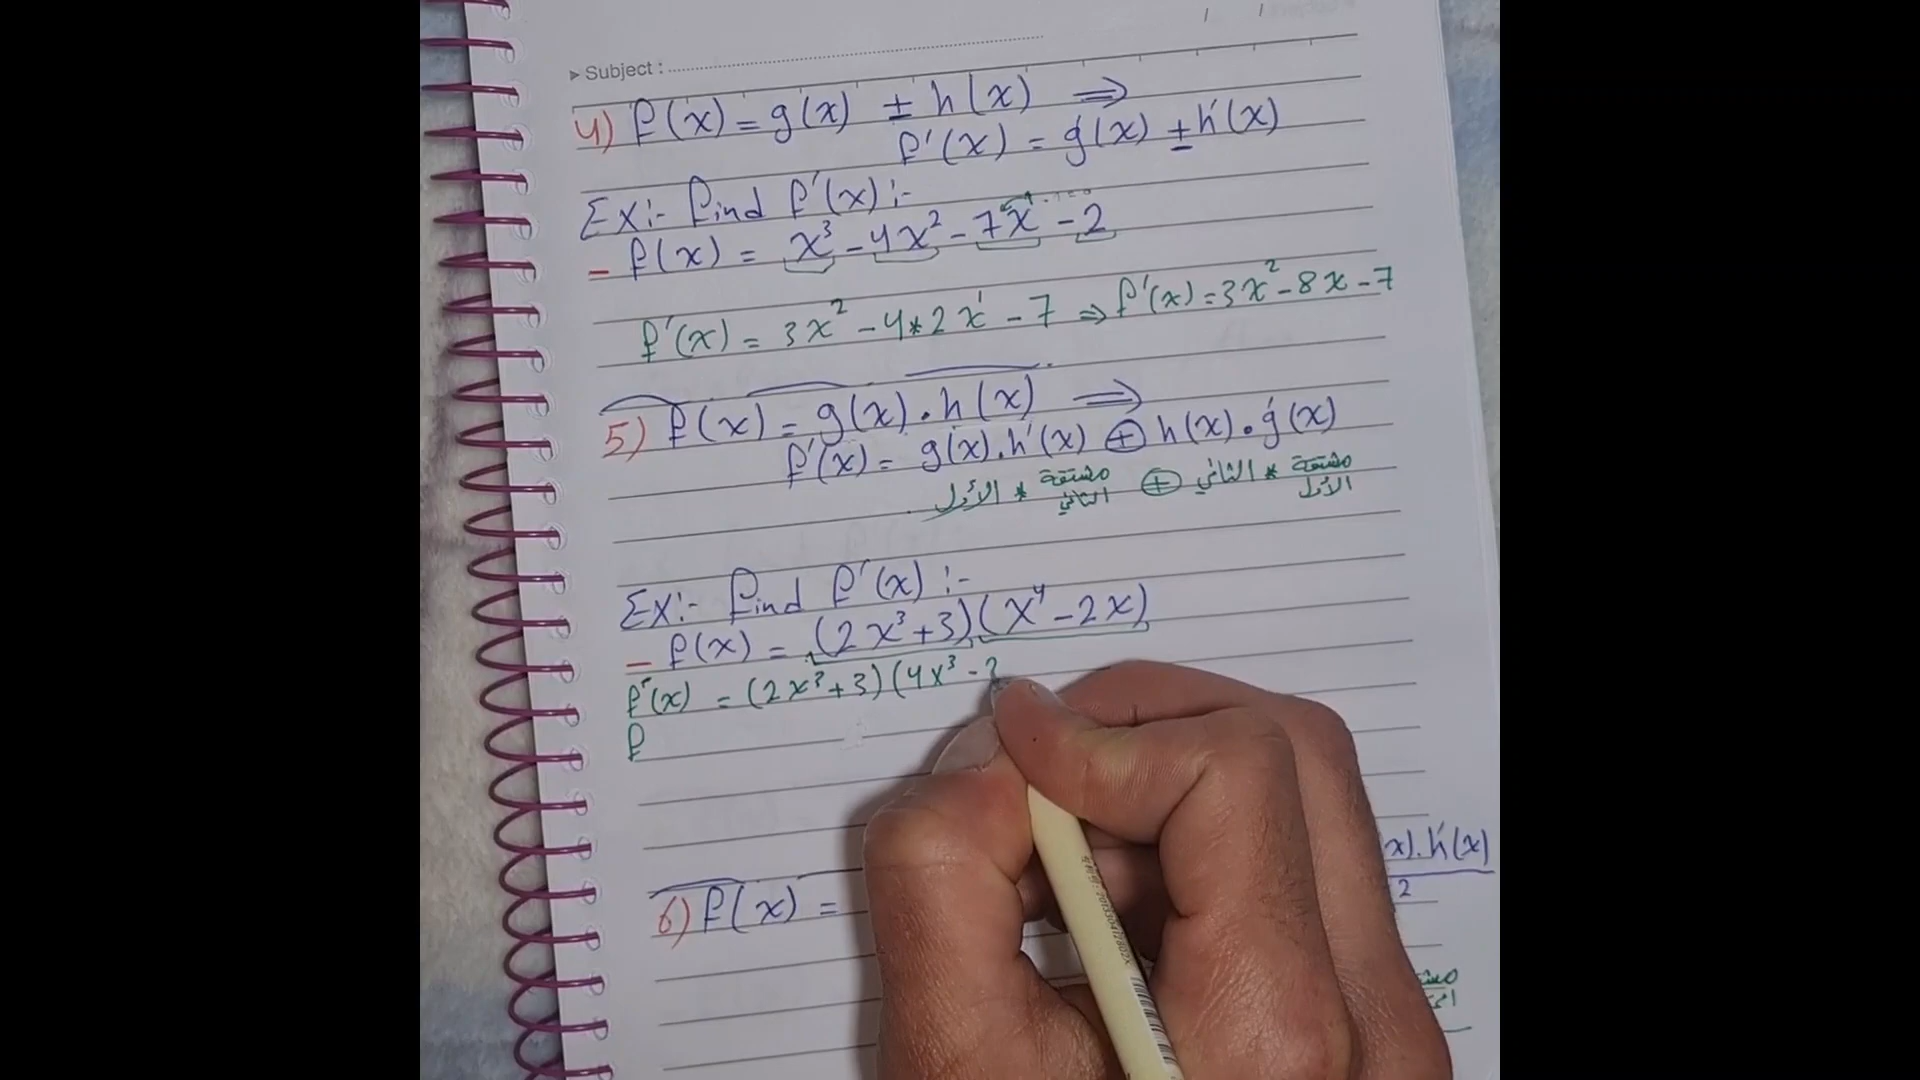 Subject :
4) f(x) = g(x) ± h(x) ⇒
f'(x) = g'(x) ± h'(x)
Ex:- find f'(x) :-
- f(x) = x³ - 4x² - 7x - 2
f'(x) = 3x² - 4*2x¹ - 7 ⇒ f'(x) = 3x² - 8x - 7
5) f(x) = g(x) . h(x) ⇒
f'(x) = g(x) . h'(x) ⊕ h(x) . g'(x)
الأول * مشتقة الثاني ⊕ الثاني * مشتقة الأول
Ex:- find f'(x) :-
- f(x) = (2x³+3)(x⁴ - 2x)
f'(x) = (2x³+3)(4x³ - 2
f
x) . h'(x)
2
6) f(x) =